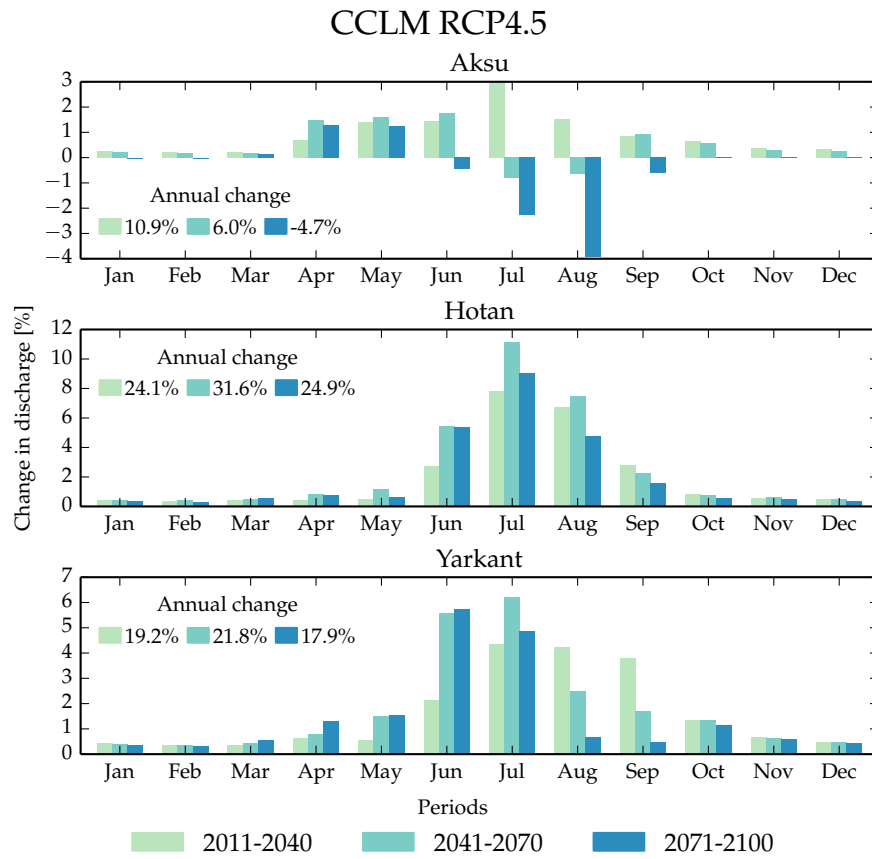 CCLM RCP4.5
Aksu
3
2
1
0
−1
−2
−3
−4
Annual change
10.9% 6.0% -4.7%
Jan Feb Mar Apr May Jun Jul Aug Sep Oct Nov Dec
Change in discharge [%]
Hotan
12
10
8
6
4
2
0
Annual change
24.1% 31.6% 24.9%
Jan Feb Mar Apr May Jun Jul Aug Sep Oct Nov Dec
Yarkant
7
6
5
4
3
2
1
0
Annual change
19.2% 21.8% 17.9%
Jan Feb Mar Apr May Jun Jul Aug Sep Oct Nov Dec
Periods
2011-2040 2041-2070 2071-2100